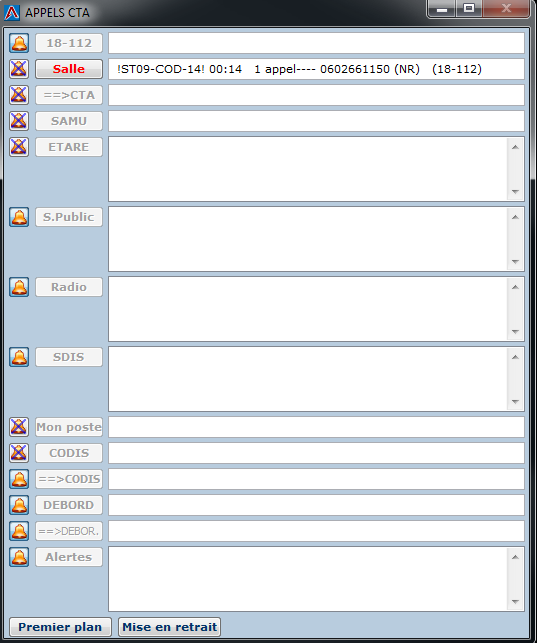 APPELS CTA
18-112
Salle !ST09-COD-14! 00:14 1 appel---- 0602661150 (NR) (18-112)
==>CTA
SAMU
ETARE
S.Public
Radio
SDIS
Mon poste
CODIS
==>CODIS
DEBORD
==>DEBOR.
Alertes
Premier plan Mise en retrait